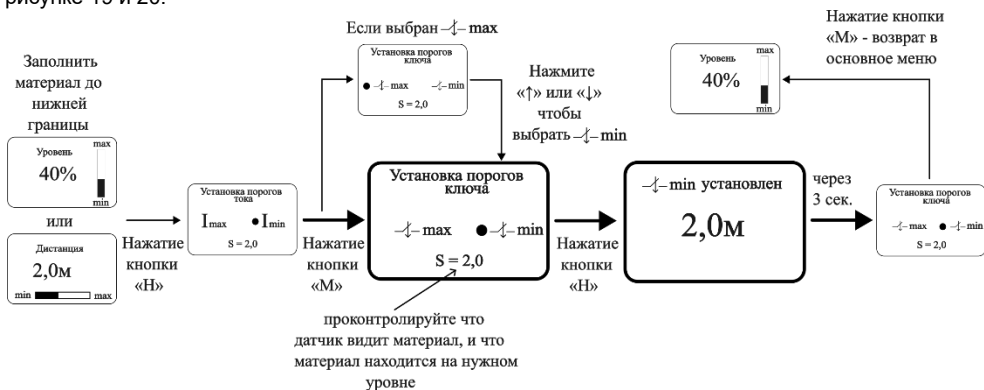 рисунке 19 и 20.
Если выбран max
Установка порогов
ключа
max min
S = 2,0
Нажмите
«↑» или «↓»
чтобы
выбрать min
Нажатие кнопки
«М» - возврат в
основное меню
max
Уровень
40%
min
Заполнить
материал до
нижней
границы
max
Уровень
40%
min
или
Дистанция
2,0м
min max
Нажатие
кнопки
«Н»
Установка порогов
тока
Imax Imin
S = 2,0
Нажатие
кнопки
«М»
Установка порогов
ключа
max min
S = 2,0
проконтролируйте что
датчик видит материал, и что
материал находится на нужном
уровне
Нажатие
кнопки
«Н»
min установлен
2,0м
через
3 сек.
Установка порогов
ключа
max min
S = 2,0